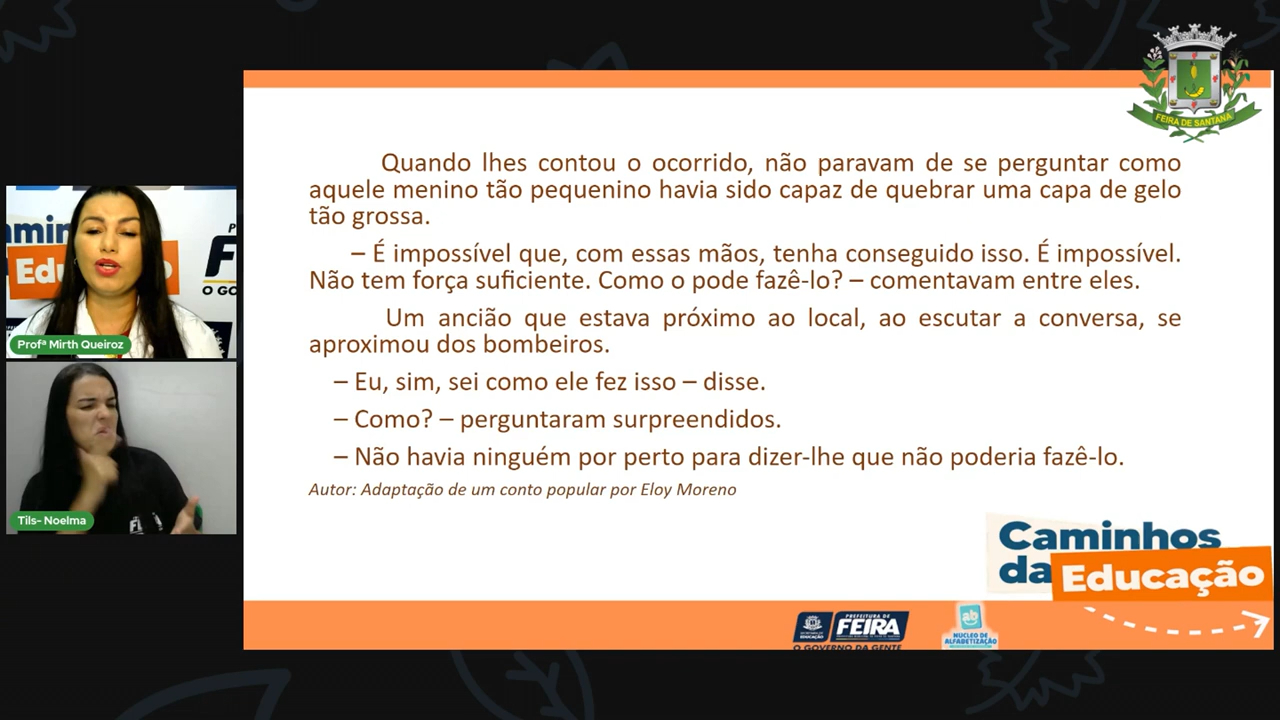 FEIRA DE SANTANA
Quando lhes contou o ocorrido, não paravam de se perguntar como
aquele menino tão pequenino havia sido capaz de quebrar uma capa de gelo
tão grossa.
– É impossível que, com essas mãos, tenha conseguido isso. É impossível.
Não tem força suficiente. Como o pode fazê-lo? – comentavam entre eles.
Um ancião que estava próximo ao local, ao escutar a conversa, se
aproximou dos bombeiros.
– Eu, sim, sei como ele fez isso – disse.
– Como? – perguntaram surpreendidos.
– Não havia ninguém por perto para dizer-lhe que não poderia fazê-lo.
Autor: Adaptação de um conto popular por Eloy Moreno
Profª Mirth Queiroz
Tils- Noelma
Caminhos
da Educação
PREFEITURA DE
FEIRA
O GOVERNO DA GENTE
ab
NÚCLEO DE
ALFABETIZAÇÃO